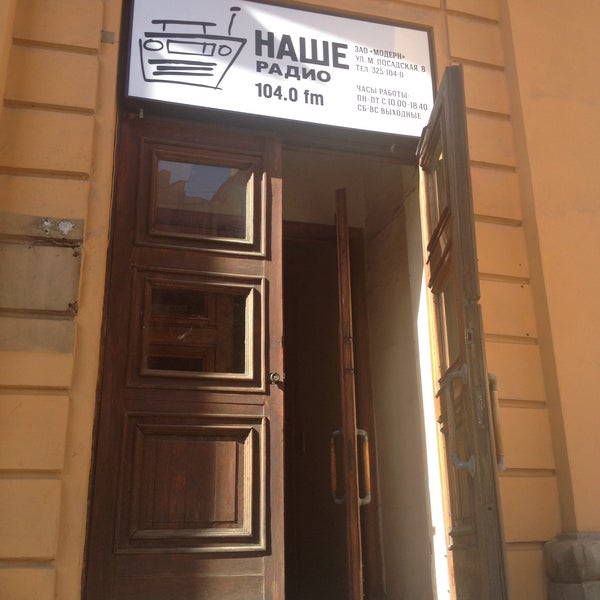 НАШЕ
РАДИО
104.0 fm
ЗАО «МОДЕРН»
УЛ. М. ПОСАДСКАЯ, 8
ТЕЛ. 325-104-0
ЧАСЫ РАБОТЫ:
ПН-ПТ С 10.00-18:40
СБ-ВС ВЫХОДНЫЕ